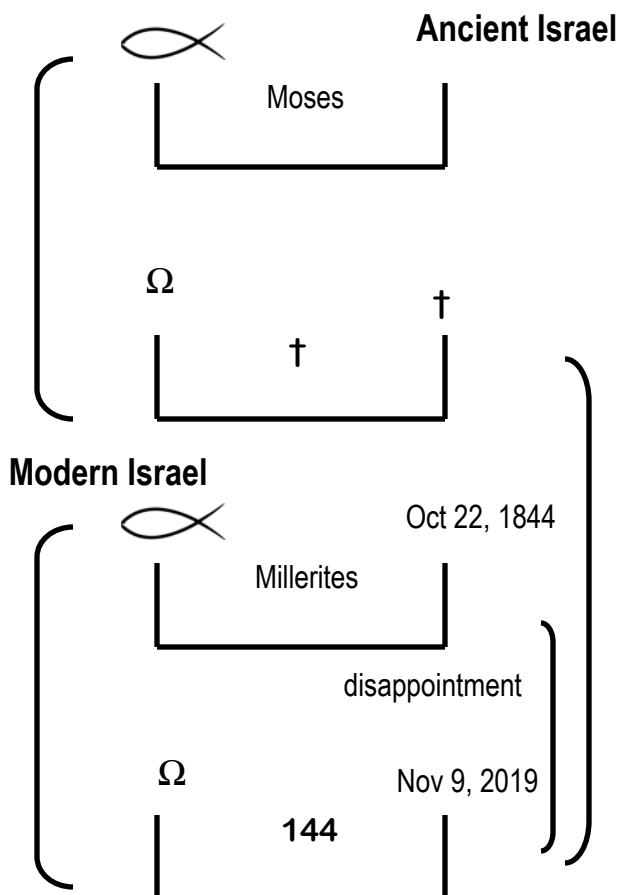 Ancient Israel
Moses
Ω
†
†
Modern Israel
Oct 22, 1844
Millerites
disappointment
Ω
Nov 9, 2019
144